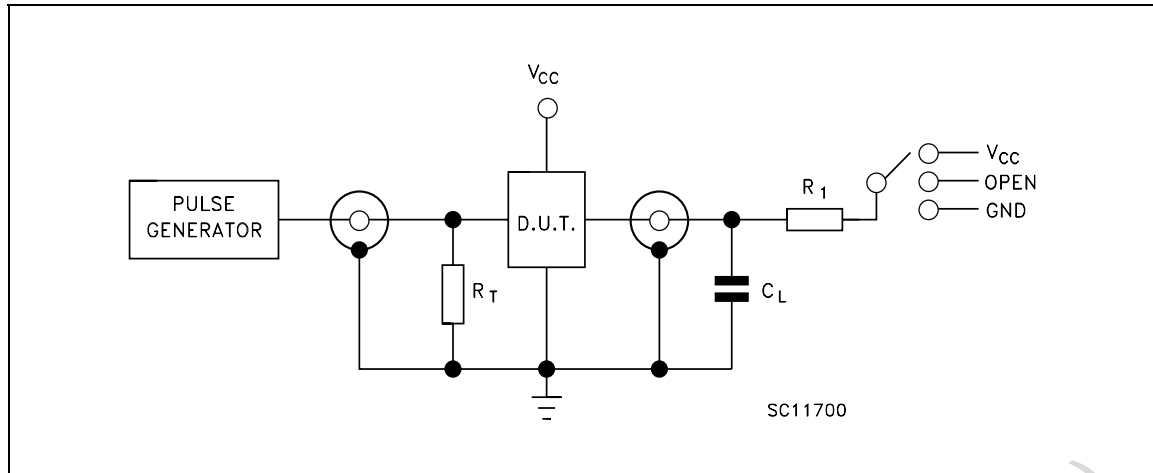 VCC
PULSE
GENERATOR
D.U.T.
R1
VCC
OPEN
GND
RT
CL
SC11700